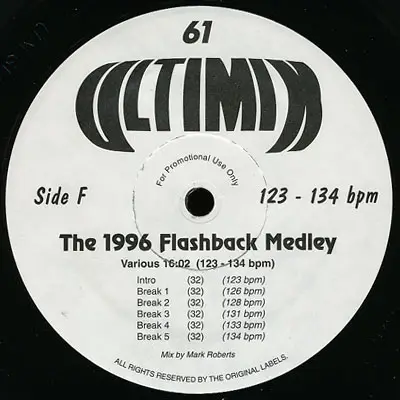 61
ULTIMIX
For Promotional Use Only
Side F
123 - 134 bpm
The 1996 Flashback Medley
Various 16:02 (123 - 134 bpm)
Intro (32) (123 bpm)
Break 1 (32) (126 bpm)
Break 2 (32) (128 bpm)
Break 3 (32) (131 bpm)
Break 4 (32) (133 bpm)
Break 5 (32) (134 bpm)
Mix by Mark Roberts
ALL RIGHTS RESERVED BY THE ORIGINAL LABELS.